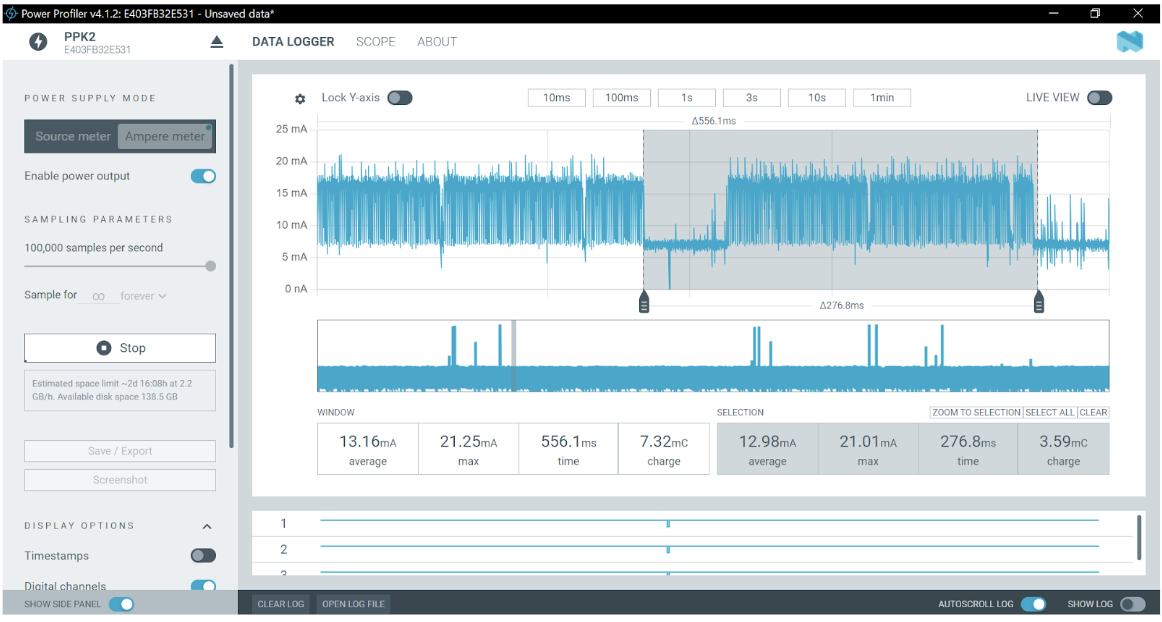 Power Profiler v4.1.2: E403FB32E531 - Unsaved data*
PPK2
E403FB32E531
DATA LOGGER SCOPE ABOUT
POWER SUPPLY MODE
Source meter Ampere meter
Enable power output
SAMPLING PARAMETERS
100,000 samples per second
Sample for ∞ forever
Stop
Estimated space limit ~2d 16:08h at 2.2
GB/h. Available disk space 138.5 GB
Save / Export
Screenshot
DISPLAY OPTIONS
Timestamps
Digital channels
SHOW SIDE PANEL
Lock Y-axis 10ms 100ms 1s 3s 10s 1min LIVE VIEW
Δ556.1ms
25 mA
20 mA
15 mA
10 mA
5 mA
0 nA
Δ276.8ms
WINDOW
13.16mA 21.25mA 556.1ms 7.32mC
average max time charge
SELECTION ZOOM TO SELECTION SELECT ALL CLEAR
12.98mA 21.01mA 276.8ms 3.59mC
average max time charge
1
2
3
CLEAR LOG OPEN LOG FILE AUTOSCROLL LOG SHOW LOG